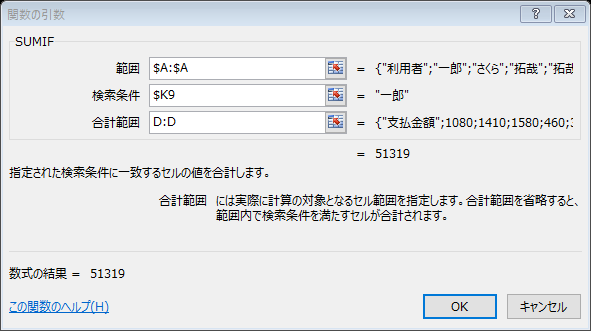 関数の引数
SUMIF
範囲 $A:$A = {"利用者";"一郎";"さくら";"拓哉";"拓哉
検索条件 $K9 = "一郎"
合計範囲 D:D = {"支払金額";1080;1410;1580;460;
= 51319
指定された検索条件に一致するセルの値を合計します。
合計範囲 には実際に計算の対象となるセル範囲を指定します。合計範囲を省略すると、
範囲内で検索条件を満たすセルが合計されます。
数式の結果 = 51319
この関数のヘルプ(H) OK キャンセル